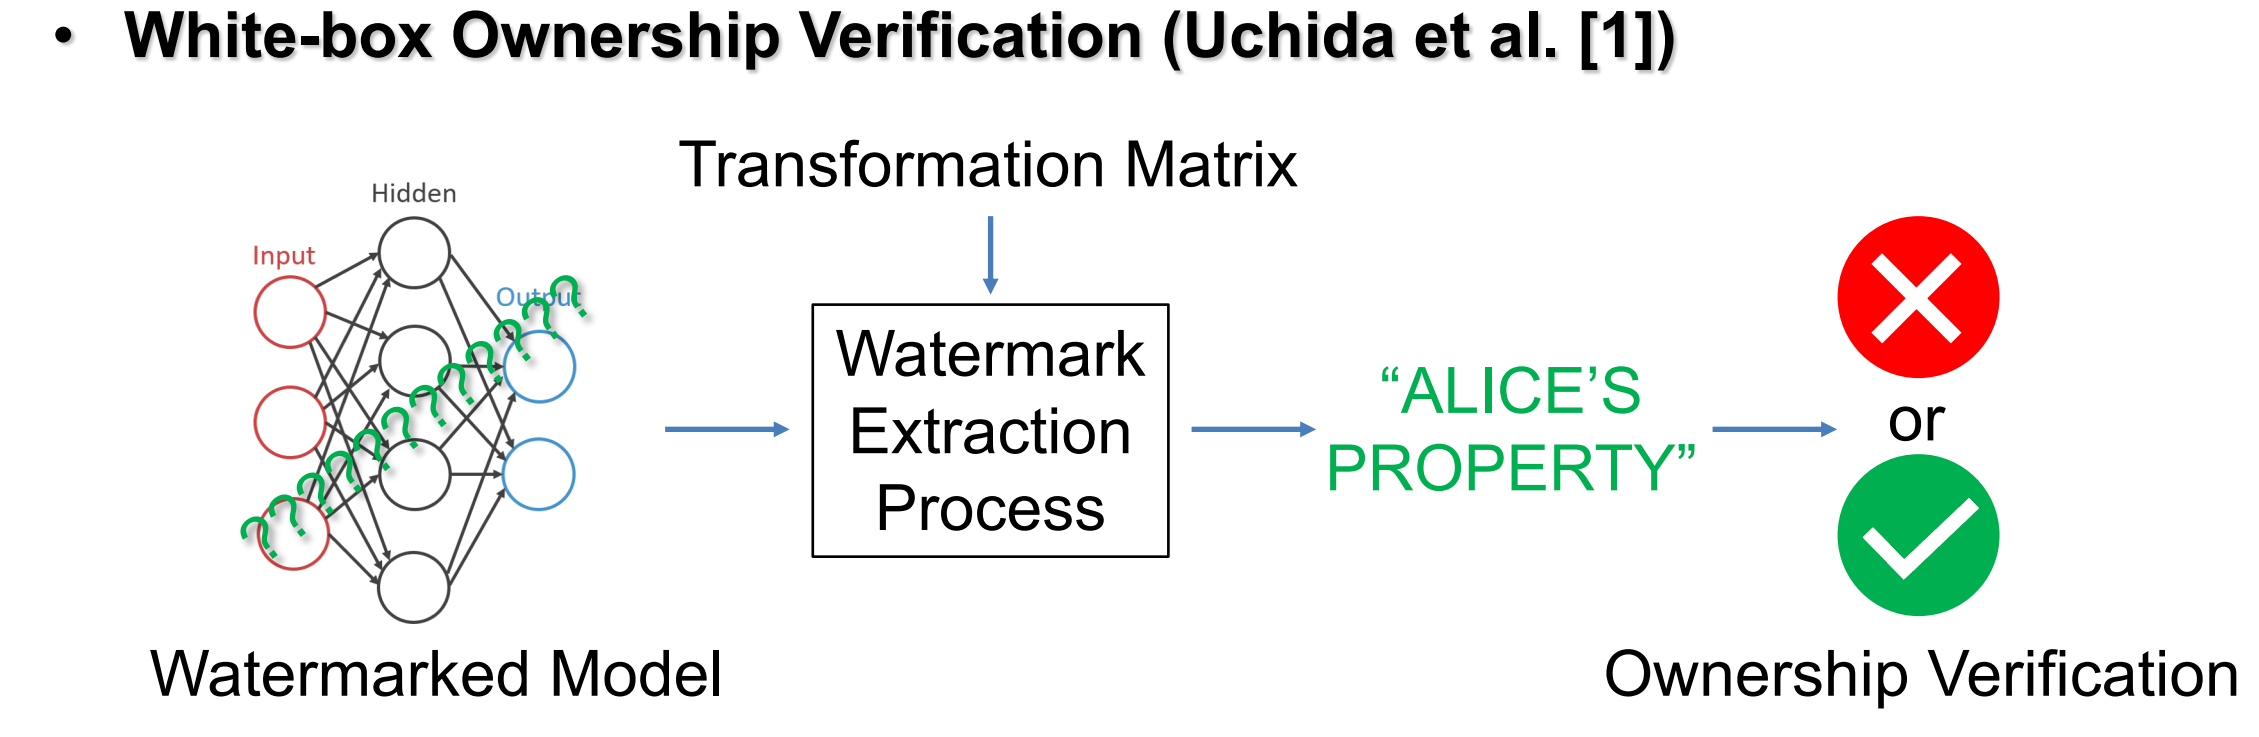 • White-box Ownership Verification (Uchida et al. [1])
Transformation Matrix
Hidden
Input
Output
?????????????
Watermark
Extraction
Process
“ALICE’S
PROPERTY”
or
Watermarked Model
Ownership Verification